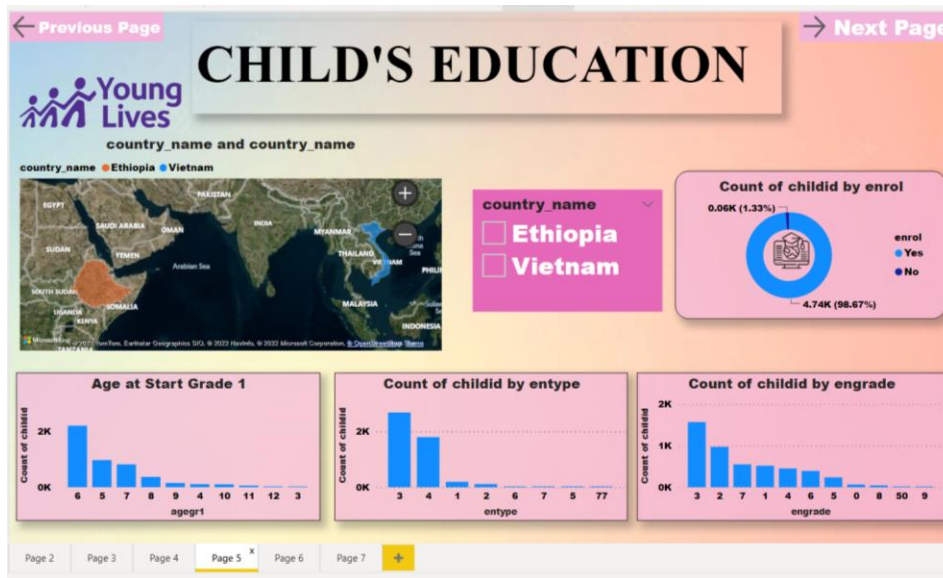 Previous Page
Next Page
CHILD'S EDUCATION
Young
Lives
country_name and country_name
country_name Ethiopia Vietnam
EGYPT
PAKISTAN
SAUDI ARABIA
OMAN
INDIA
MYANMAR
SUDAN
YEMEN
Arabian Sea
THAILAND
VIETNAM
SOUTH SUDAN
SOMALIA
UGANDA
KENYA
MALAYSIA
INDONESIA
country_name
Ethiopia
Vietnam
Count of childid by enrol
0.06K (1.33%)
enrol
Yes
No
4.74K (98.67%)
Age at Start Grade 1
Count of childid
2K
0K
6 5 7 8 9 4 10 11 12 3
agegr1
Count of childid by entype
Count of childid
2K
0K
3 4 1 2 6 7 5 77
entype
Count of childid by engrade
Count of childid
2K
1K
0K
3 2 7 1 4 6 5 0 8 50 9
engrade
Page 2 Page 3 Page 4 Page 5 x Page 6 Page 7 +